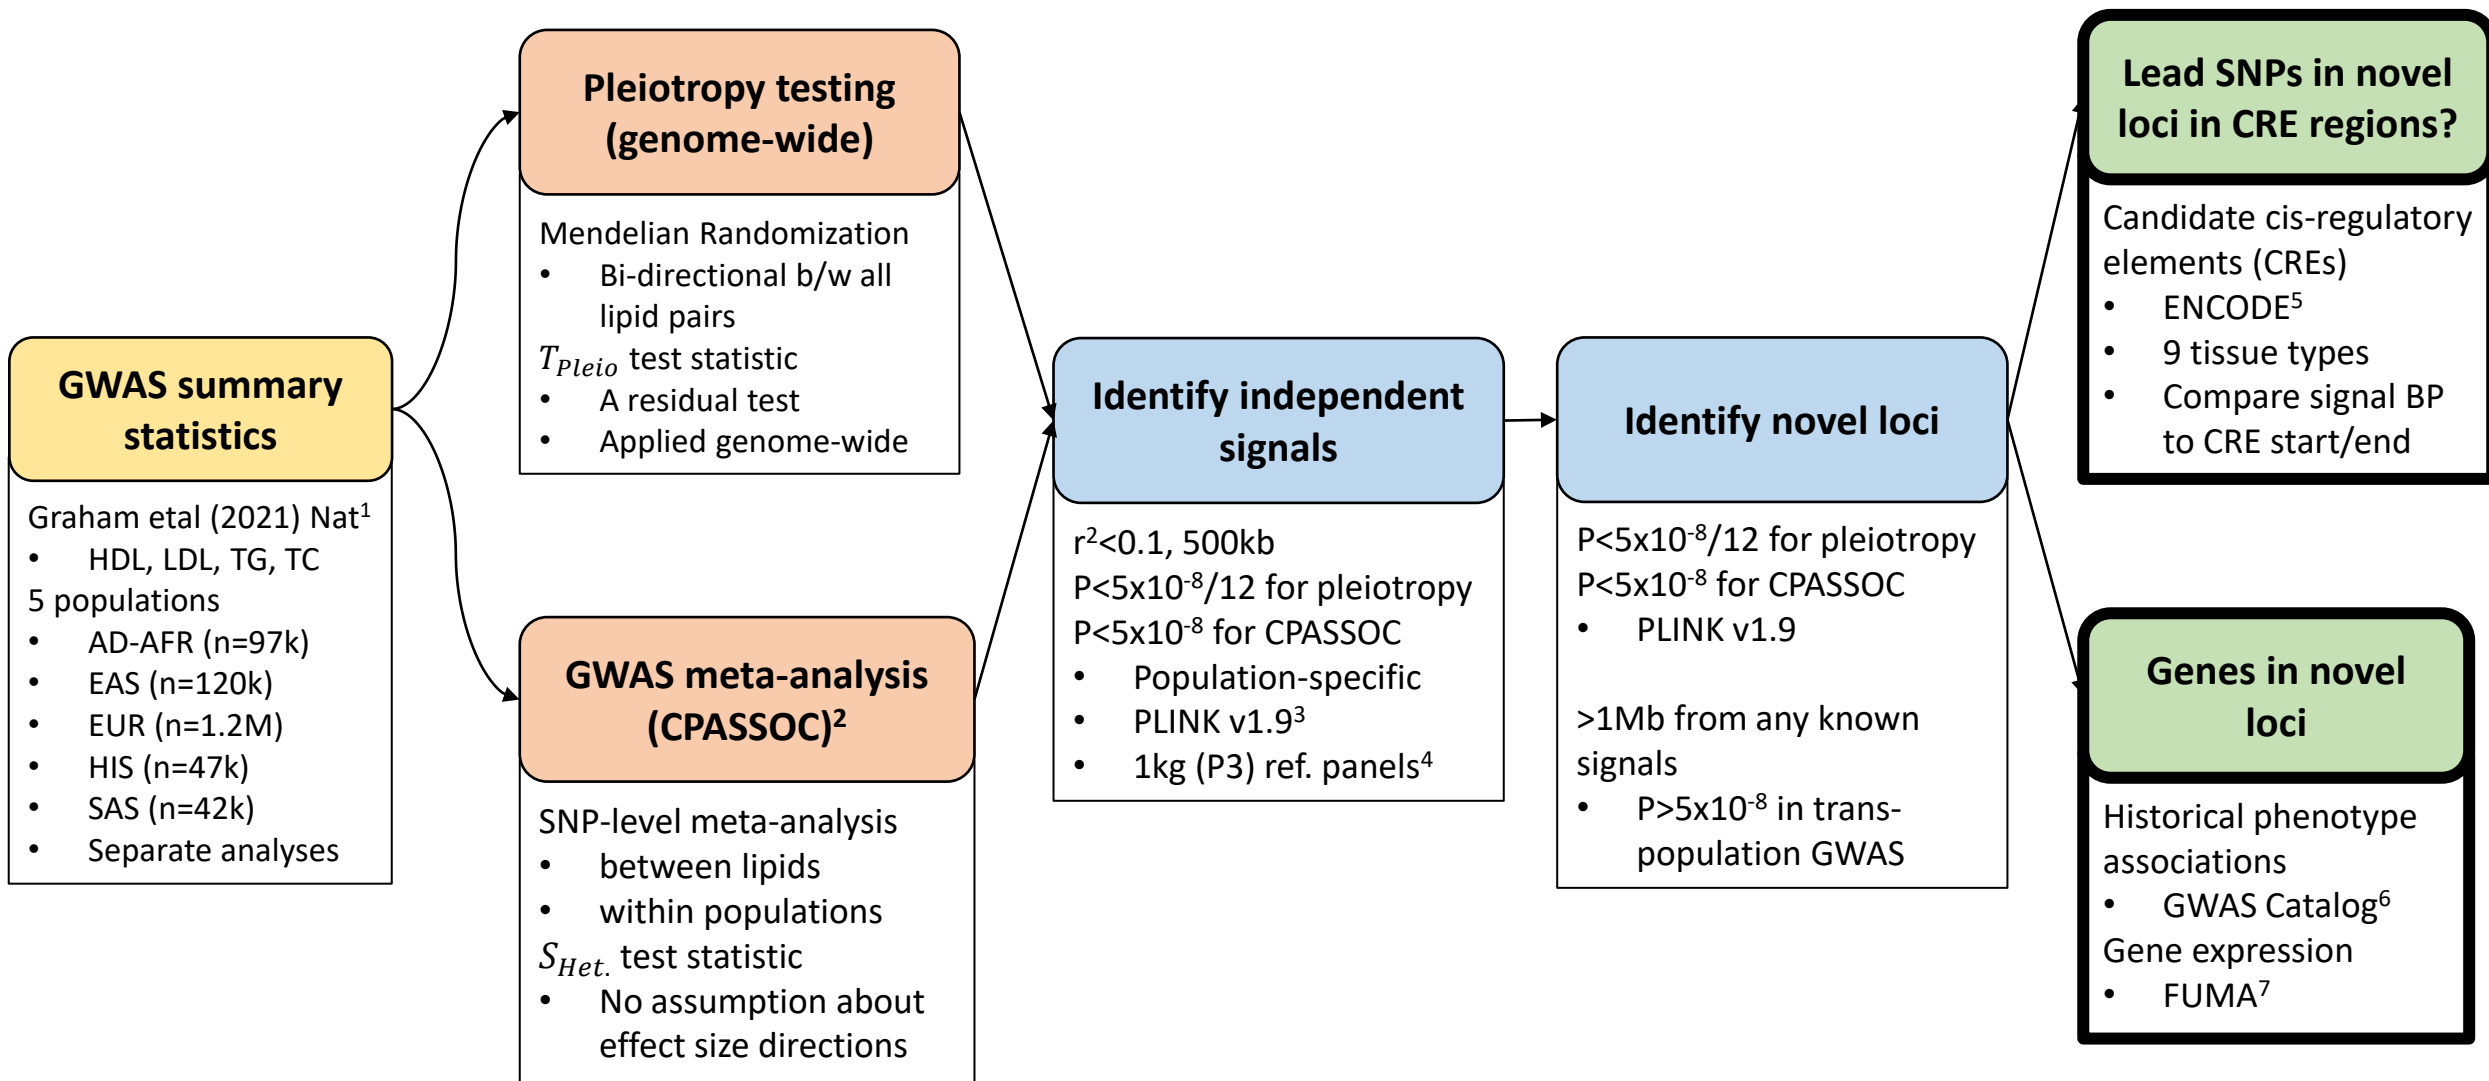 GWAS summary
statistics
Graham etal (2021) Nat¹
• HDL, LDL, TG, TC
5 populations
• AD-AFR (n=97k)
• EAS (n=120k)
• EUR (n=1.2M)
• HIS (n=47k)
• SAS (n=42k)
• Separate analyses
Pleiotropy testing
(genome-wide)
Mendelian Randomization
• Bi-directional b/w all
lipid pairs
T_Pleio test statistic
• A residual test
• Applied genome-wide
GWAS meta-analysis
(CPASSOC)²
SNP-level meta-analysis
• between lipids
• within populations
S_Het. test statistic
• No assumption about
effect size directions
Identify independent
signals
r²<0.1, 500kb
P<5x10⁻⁸/12 for pleiotropy
P<5x10⁻⁸ for CPASSOC
• Population-specific
• PLINK v1.9³
• 1kg (P3) ref. panels⁴
Identify novel loci
P<5x10⁻⁸/12 for pleiotropy
P<5x10⁻⁸ for CPASSOC
• PLINK v1.9
>1Mb from any known
signals
• P>5x10⁻⁸ in trans-
population GWAS
Lead SNPs in novel
loci in CRE regions?
Candidate cis-regulatory
elements (CREs)
• ENCODE⁵
• 9 tissue types
• Compare signal BP
to CRE start/end
Genes in novel
loci
Historical phenotype
associations
• GWAS Catalog⁶
Gene expression
• FUMA⁷